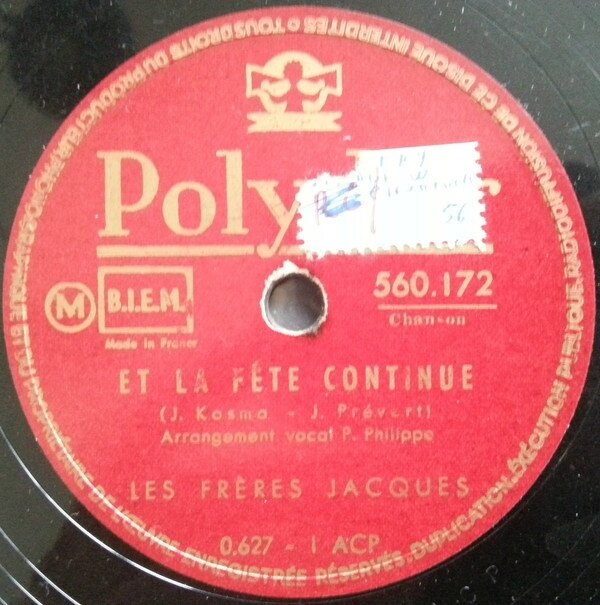 Poly r
56
560.172
Chanson
M
B.I.E.M.
Made in France
ET LA FÊTE CONTINUE
(J. Kosma - J. Prévert)
Arrangement vocal P. Philippe
LES FRÈRES JACQUES
0.627 - 1 ACP
TOUS DROITS DU PRODUCTEUR PHONOGRAPHIQUE ET DU PROPRIÉTAIRE DE L'ŒUVRE ENREGISTRÉE RÉSERVÉS. DUPLICATION, EXÉCUTION PUBLIQUE, RADIODIFFUSION DE CE DISQUE INTERDITES